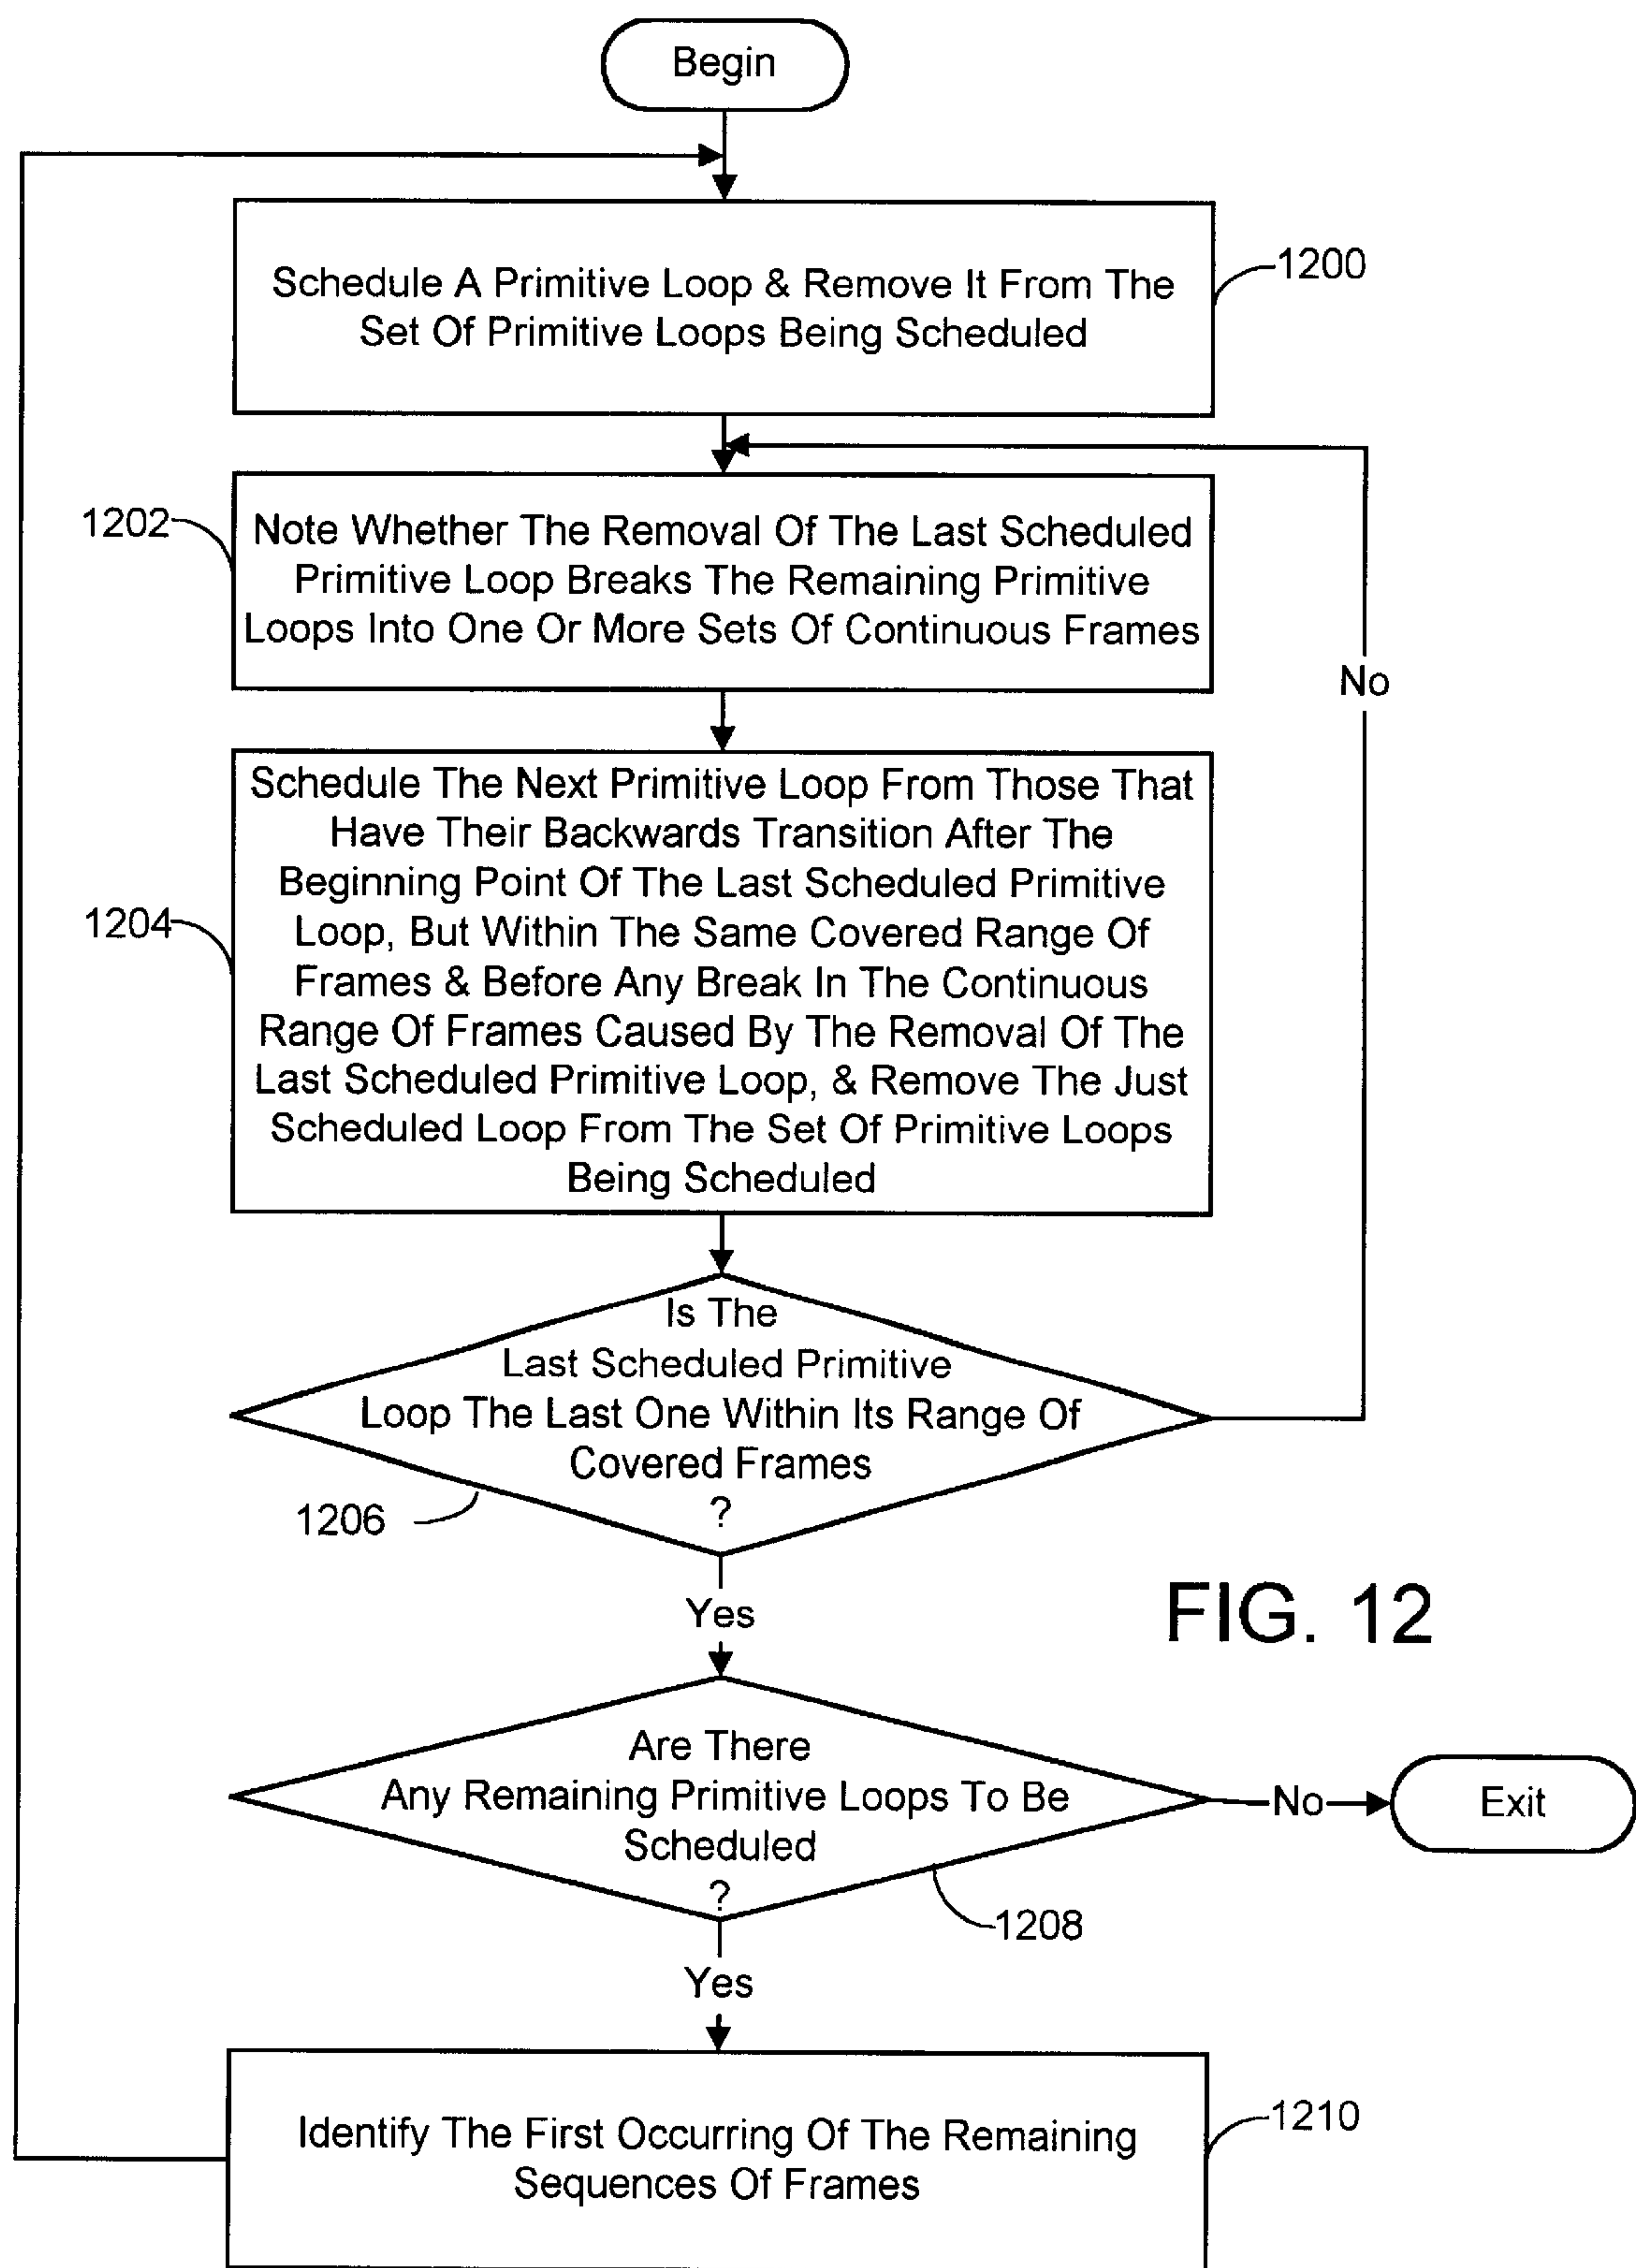 Begin
Schedule A Primitive Loop & Remove It From The
Set Of Primitive Loops Being Scheduled
1200
1202
Note Whether The Removal Of The Last Scheduled
Primitive Loop Breaks The Remaining Primitive
Loops Into One Or More Sets Of Continuous Frames
No
1204
Schedule The Next Primitive Loop From Those That
Have Their Backwards Transition After The
Beginning Point Of The Last Scheduled Primitive
Loop, But Within The Same Covered Range Of
Frames & Before Any Break In The Continuous
Range Of Frames Caused By The Removal Of The
Last Scheduled Primitive Loop, & Remove The Just
Scheduled Loop From The Set Of Primitive Loops
Being Scheduled
Is The
Last Scheduled Primitive
Loop The Last One Within Its Range Of
Covered Frames
?
1206
Yes
FIG. 12
Are There
Any Remaining Primitive Loops To Be
Scheduled
?
No
Exit
1208
Yes
Identify The First Occurring Of The Remaining
Sequences Of Frames
1210